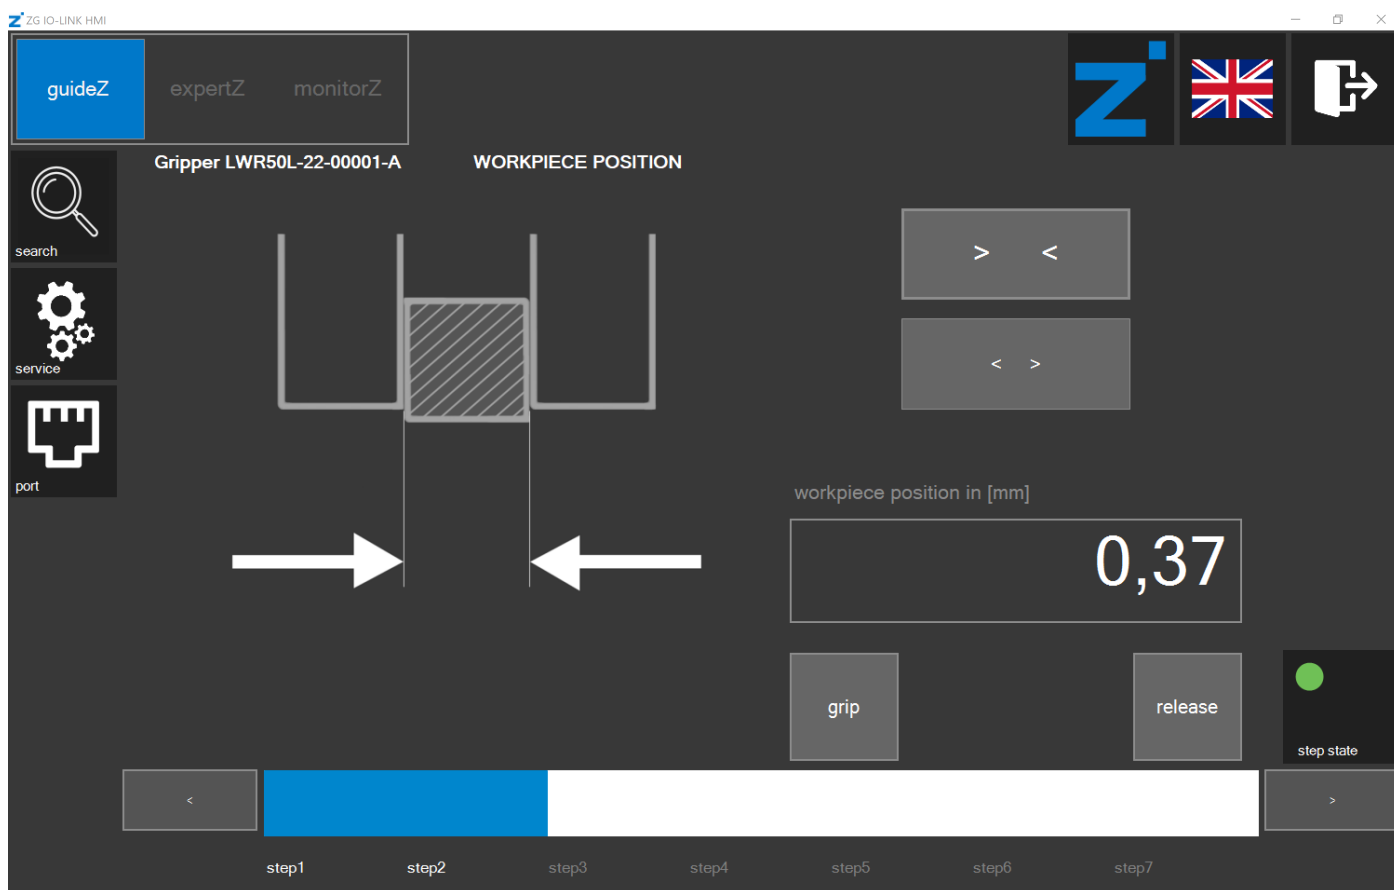 ZG IO-LINK HMI
guideZ expertZ monitorZ
Gripper LWR50L-22-00001-A WORKPIECE POSITION
search
> <
service
< >
port
workpiece position in [mm]
0,37
grip release
step state
< >
step1 step2 step3 step4 step5 step6 step7